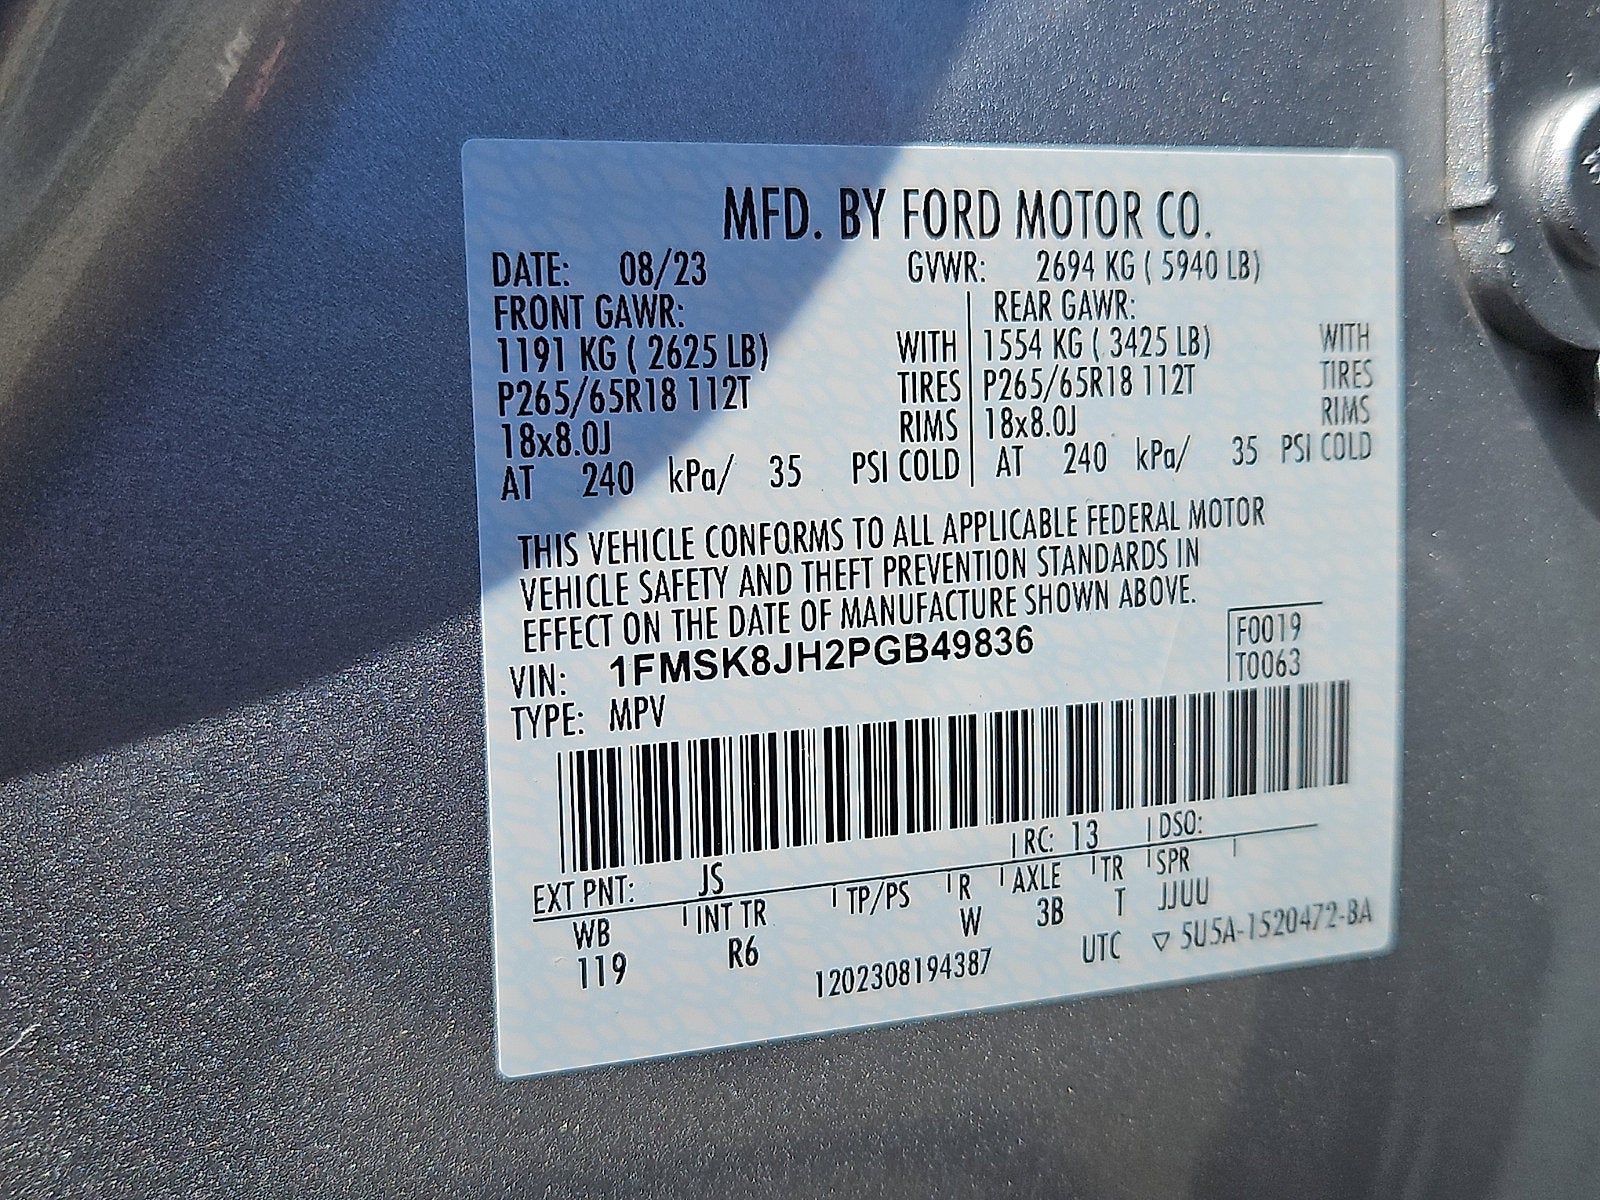 MFD. BY FORD MOTOR CO.
DATE: 08/23 GVWR: 2694 KG ( 5940 LB)
FRONT GAWR: REAR GAWR:
1191 KG ( 2625 LB) WITH 1554 KG ( 3425 LB) WITH
P265/65R18 112T TIRES P265/65R18 112T TIRES
18x8.0J RIMS 18x8.0J RIMS
AT 240 kPa/ 35 PSI COLD AT 240 kPa/ 35 PSI COLD
THIS VEHICLE CONFORMS TO ALL APPLICABLE FEDERAL MOTOR
VEHICLE SAFETY AND THEFT PREVENTION STANDARDS IN
EFFECT ON THE DATE OF MANUFACTURE SHOWN ABOVE.
VIN: 1FMSK8JH2PGB49836 F0019
TYPE: MPV T0063
EXT PNT: JS RC: 13 DSO:
WB INT TR TP/PS R AXLE TR SPR
119 R6 W 3B T JJUU
1202308194387 UTC ▽ 5U5A-1520472-BA